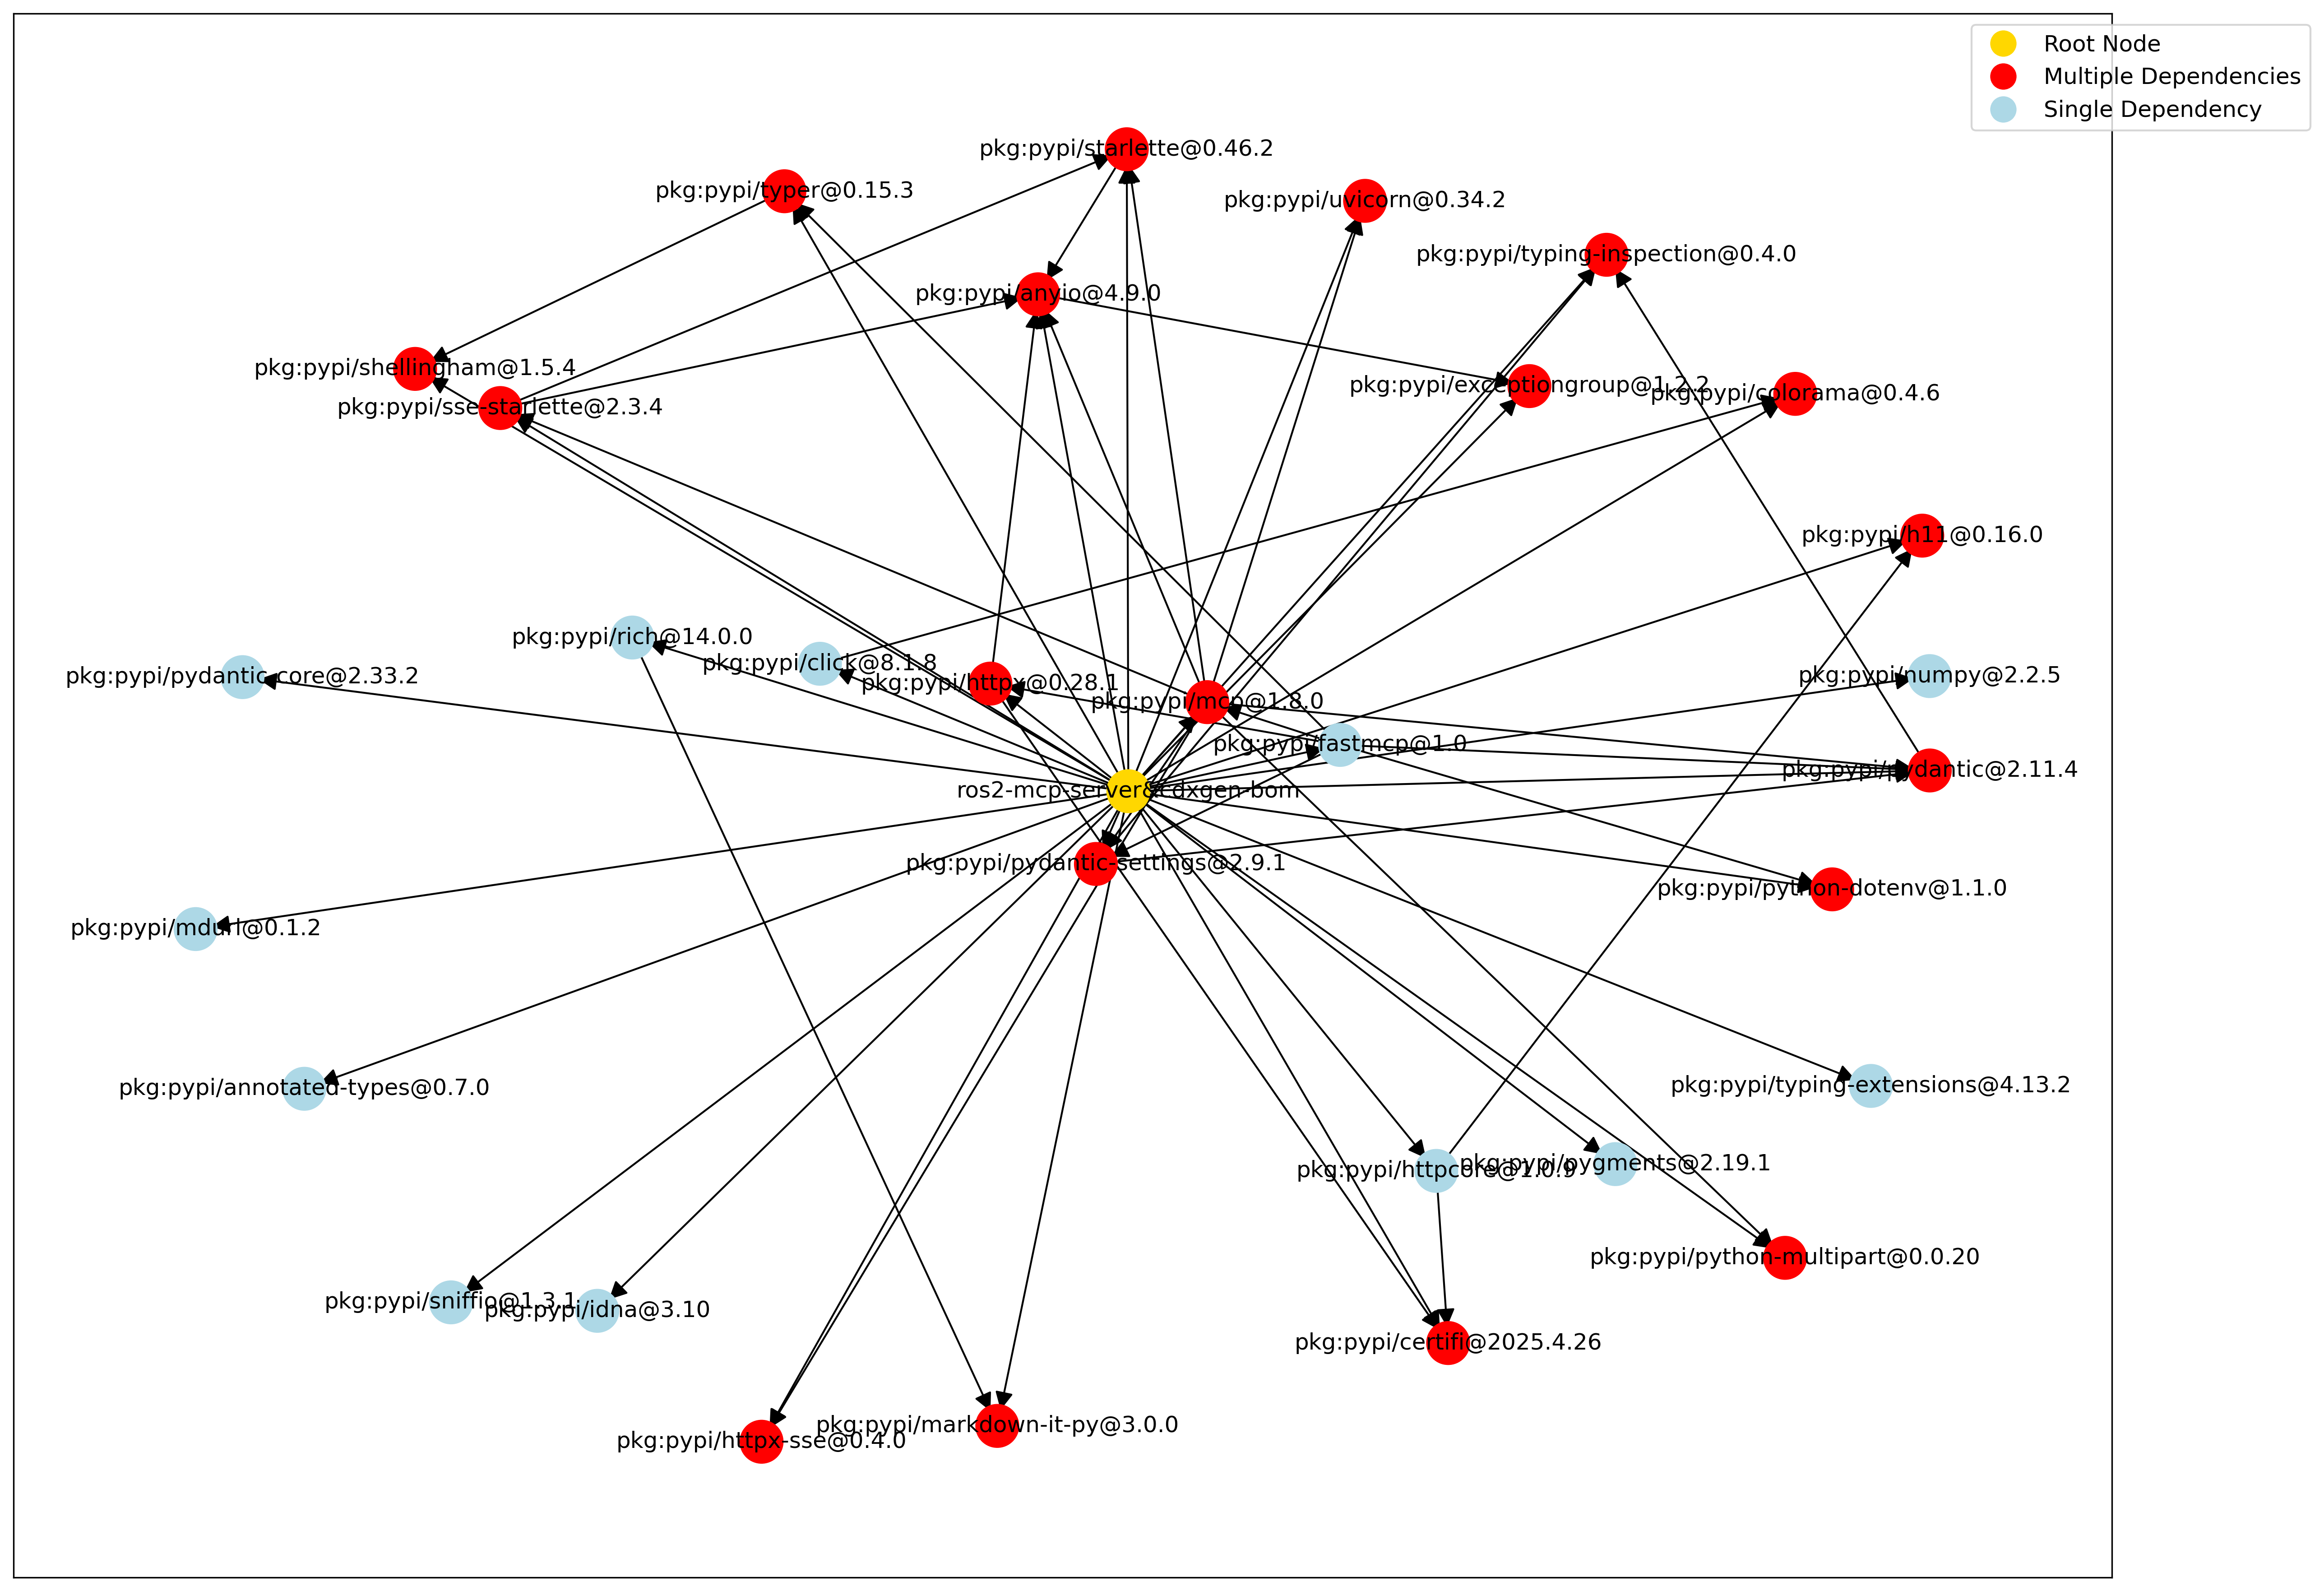 Root Node
Multiple Dependencies
Single Dependency
pkg:pypi/starlette@0.46.2
pkg:pypi/typer@0.15.3
pkg:pypi/uvicorn@0.34.2
pkg:pypi/typing-inspection@0.4.0
pkg:pypi/anyio@4.9.0
pkg:pypi/shellingham@1.5.4
pkg:pypi/exceptiongroup@1.2.2
pkg:pypi/colorama@0.4.6
pkg:pypi/sse-starlette@2.3.4
pkg:pypi/h11@0.16.0
pkg:pypi/rich@14.0.0
pkg:pypi/click@8.1.8
pkg:pypi/pydantic-core@2.33.2
pkg:pypi/numpy@2.2.5
pkg:pypi/httpx@0.28.1
pkg:pypi/mcp@1.8.0
pkg:pypi/fastmcp@1.0
pkg:pypi/pydantic@2.11.4
ros2-mcp-server&cdxgen-bom
pkg:pypi/pydantic-settings@2.9.1
pkg:pypi/python-dotenv@1.1.0
pkg:pypi/mdurl@0.1.2
pkg:pypi/annotated-types@0.7.0
pkg:pypi/typing-extensions@4.13.2
pkg:pypi/httpcore@1.0.9
pkg:pypi/pygments@2.19.1
pkg:pypi/python-multipart@0.0.20
pkg:pypi/sniffio@1.3.1
pkg:pypi/idna@3.10
pkg:pypi/certifi@2025.4.26
pkg:pypi/markdown-it-py@3.0.0
pkg:pypi/httpx-sse@0.4.0